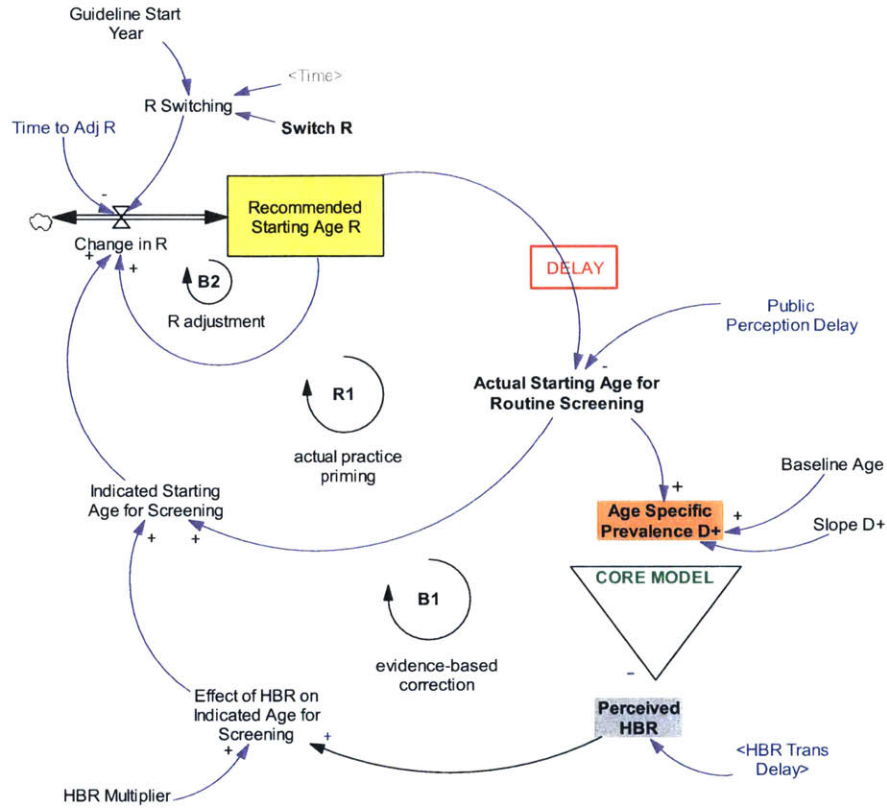 Guideline Start
Year
<Time>
R Switching
Time to Adj R
Switch R
-
Recommended
Starting Age R
Change in R
+
+
B2
R adjustment
DELAY
Public
Perception Delay
-
Actual Starting Age for
Routine Screening
R1
actual practice
priming
Baseline Age
+
+
Age Specific
Prevalence D+
Slope D+
Indicated Starting
Age for Screening
+
+
CORE MODEL
B1
evidence-based
correction
-
Effect of HBR on
Indicated Age for
Screening
+
+
Perceived
HBR
<HBR Trans
Delay>
HBR Multiplier